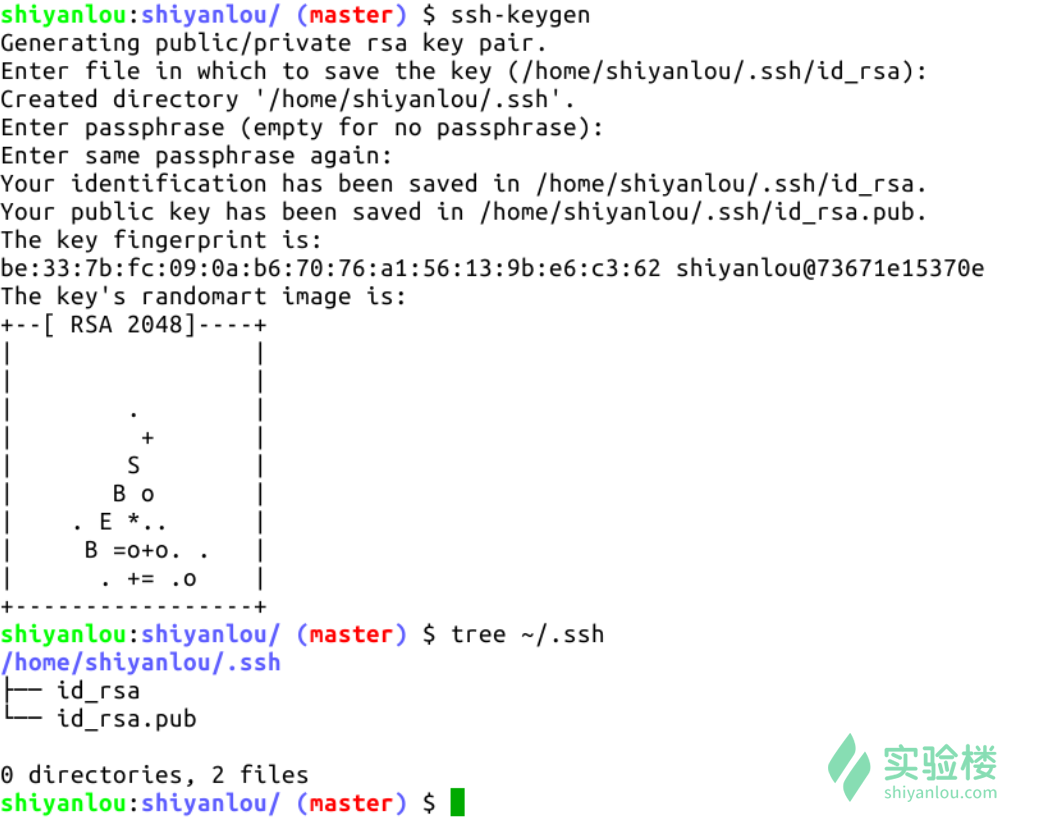 shiyanlou:shiyanlou/ (master) $ ssh-keygen
Generating public/private rsa key pair.
Enter file in which to save the key (/home/shiyanlou/.ssh/id_rsa):
Created directory '/home/shiyanlou/.ssh'.
Enter passphrase (empty for no passphrase):
Enter same passphrase again:
Your identification has been saved in /home/shiyanlou/.ssh/id_rsa.
Your public key has been saved in /home/shiyanlou/.ssh/id_rsa.pub.
The key fingerprint is:
be:33:7b:fc:09:0a:b6:70:76:a1:56:13:9b:e6:c3:62 shiyanlou@73671e15370e
The key's randomart image is:
+--[ RSA 2048]----+
|                 |
|                 |
|        .        |
|         +       |
|        S        |
|       B o       |
|    . E *..      |
|     B =o+o. .   |
|      . += .o    |
+-----------------+
shiyanlou:shiyanlou/ (master) $ tree ~/.ssh
/home/shiyanlou/.ssh
├── id_rsa
└── id_rsa.pub
0 directories, 2 files
shiyanlou:shiyanlou/ (master) $
实验楼
shiyanlou.com